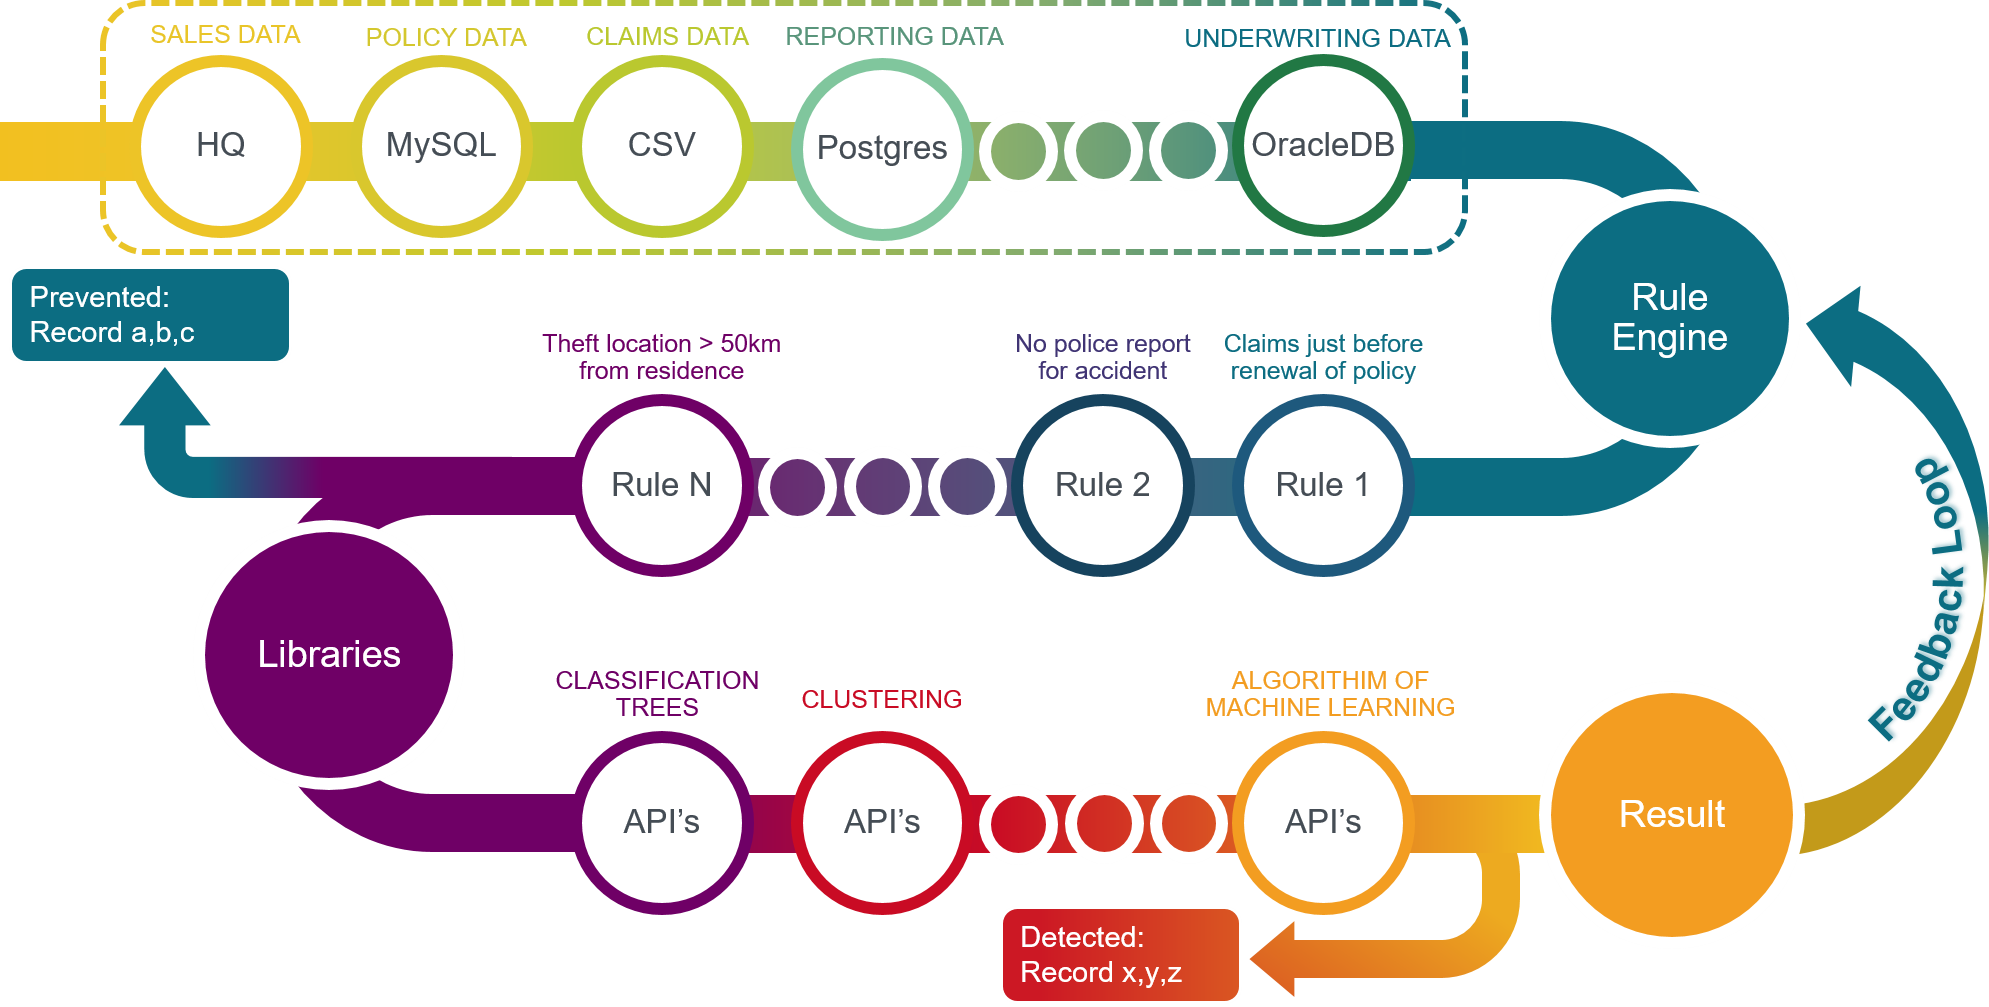 SALES DATA
POLICY DATA
CLAIMS DATA
REPORTING DATA
UNDERWRITING DATA
HQ
MySQL
CSV
Postgres
OracleDB
Rule
Engine
Prevented:
Record a,b,c
Theft location > 50km
from residence
No police report
for accident
Claims just before
renewal of policy
Rule N
Rule 2
Rule 1
Feedback Loop
Libraries
CLASSIFICATION
TREES
CLUSTERING
ALGORITHIM OF
MACHINE LEARNING
API’s
API’s
API’s
Result
Detected:
Record x,y,z